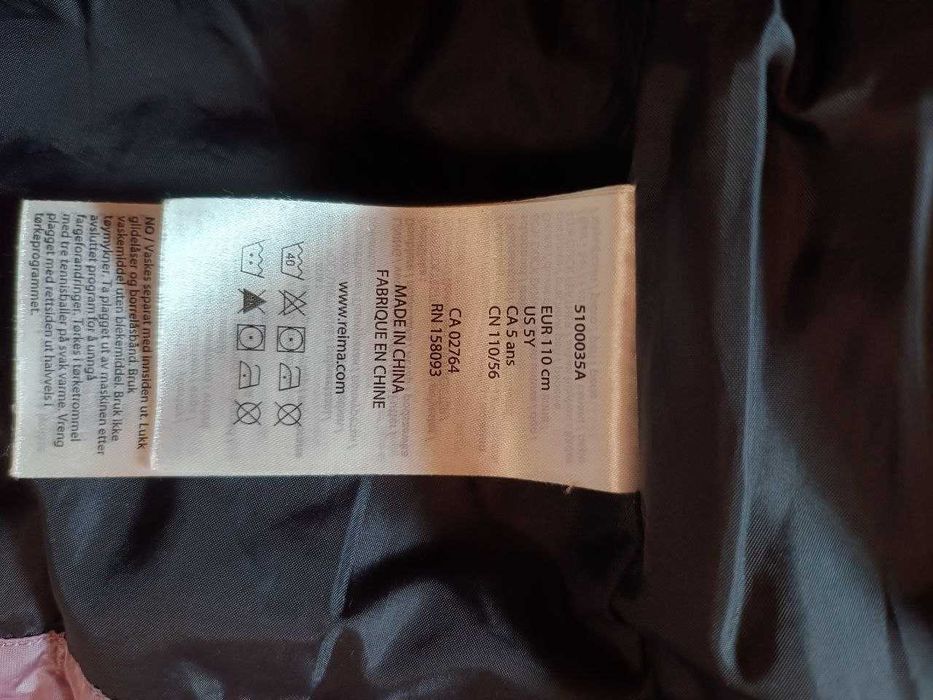 5100035A
EUR 110 cm
US 5Y
CA 5 ans
CN 110/56
CA 02764
RN 158093
MADE IN CHINA
FABRIQUE EN CHINE
www.reima.com
40
NO / Vaskes separat med innsiden ut. Lukk
glidelåser og borrelåsbånd. Bruk
vaskemiddel uten blekemiddel. Bruk ikke
tøymykner. Ta plagget ut av maskinen etter
avsluttet program for å unngå
fargeforandringer. Tørkes i tørketrommel
med tre tennisballer på svak varme. Vreng
plagget med rettsiden ut halvveis i
tørkeprogrammet.